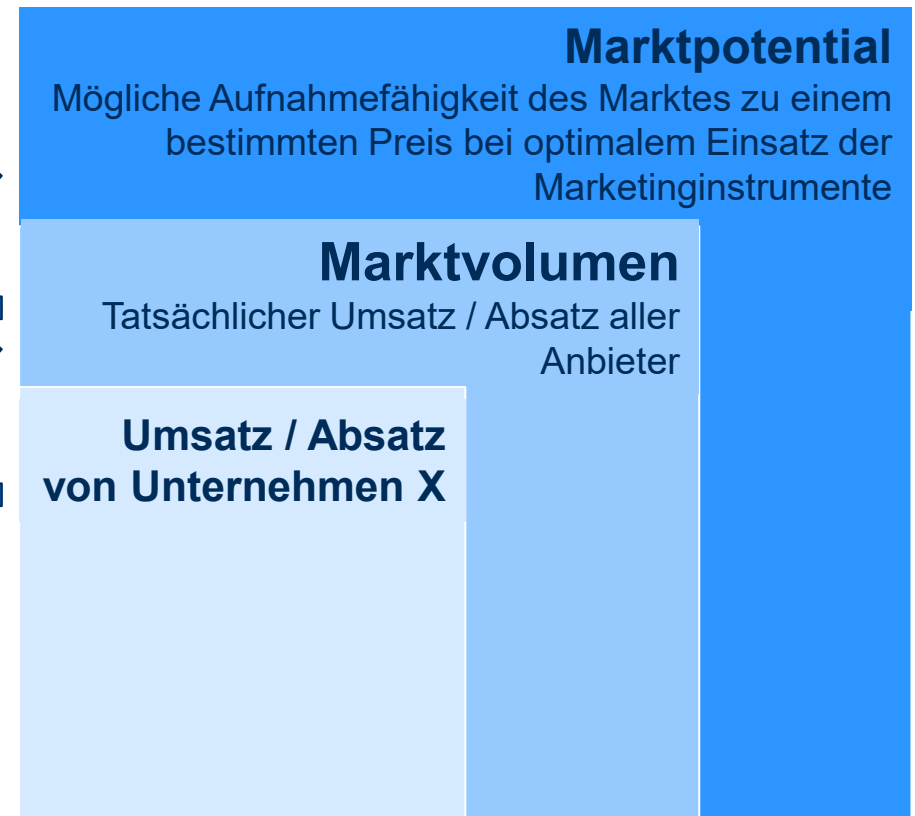 Marktpotential
Mögliche Aufnahmefähigkeit des Marktes zu einem
bestimmten Preis bei optimalem Einsatz der
Marketinginstrumente
Marktvolumen
Tatsächlicher Umsatz / Absatz aller
Anbieter
Umsatz / Absatz
von Unternehmen X